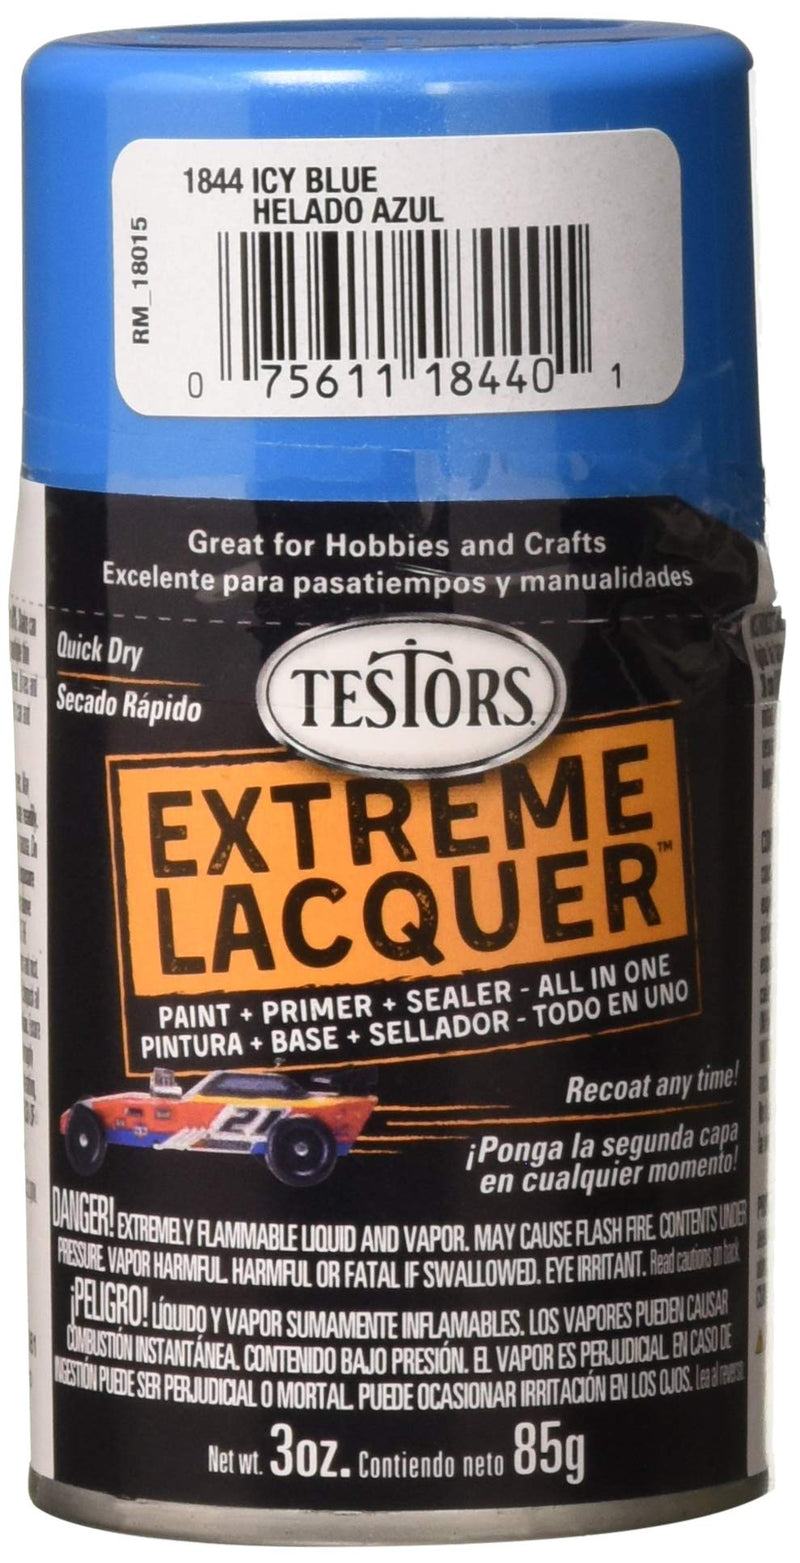 1844 ICY BLUE
HELADO AZUL
RM_18015
0 75611 18440 1
Great for Hobbies and Crafts
Excelente para pasatiempos y manualidades
Quick Dry
Secado Rápido
TESTORS
EXTREME
LACQUER™
PAINT + PRIMER + SEALER - ALL IN ONE
PINTURA + BASE + SELLADOR - TODO EN UNO
21
Recoat any time!
¡Ponga la segunda capa
en cualquier momento!
DANGER! EXTREMELY FLAMMABLE LIQUID AND VAPOR. MAY CAUSE FLASH FIRE. CONTENTS UNDER
PRESSURE. VAPOR HARMFUL. HARMFUL OR FATAL IF SWALLOWED. EYE IRRITANT. Read cautions on back.
¡PELIGRO! LÍQUIDO Y VAPOR SUMAMENTE INFLAMABLES. LOS VAPORES PUEDEN CAUSAR
COMBUSTIÓN INSTANTÁNEA. CONTENIDO BAJO PRESIÓN. EL VAPOR ES PERJUDICIAL. EN CASO DE
INGESTIÓN PUEDE SER PERJUDICIAL O MORTAL. PUEDE OCASIONAR IRRITACIÓN EN LOS OJOS. Lea al reverso.
Net wt. 3oz. Contiendo neto 85g